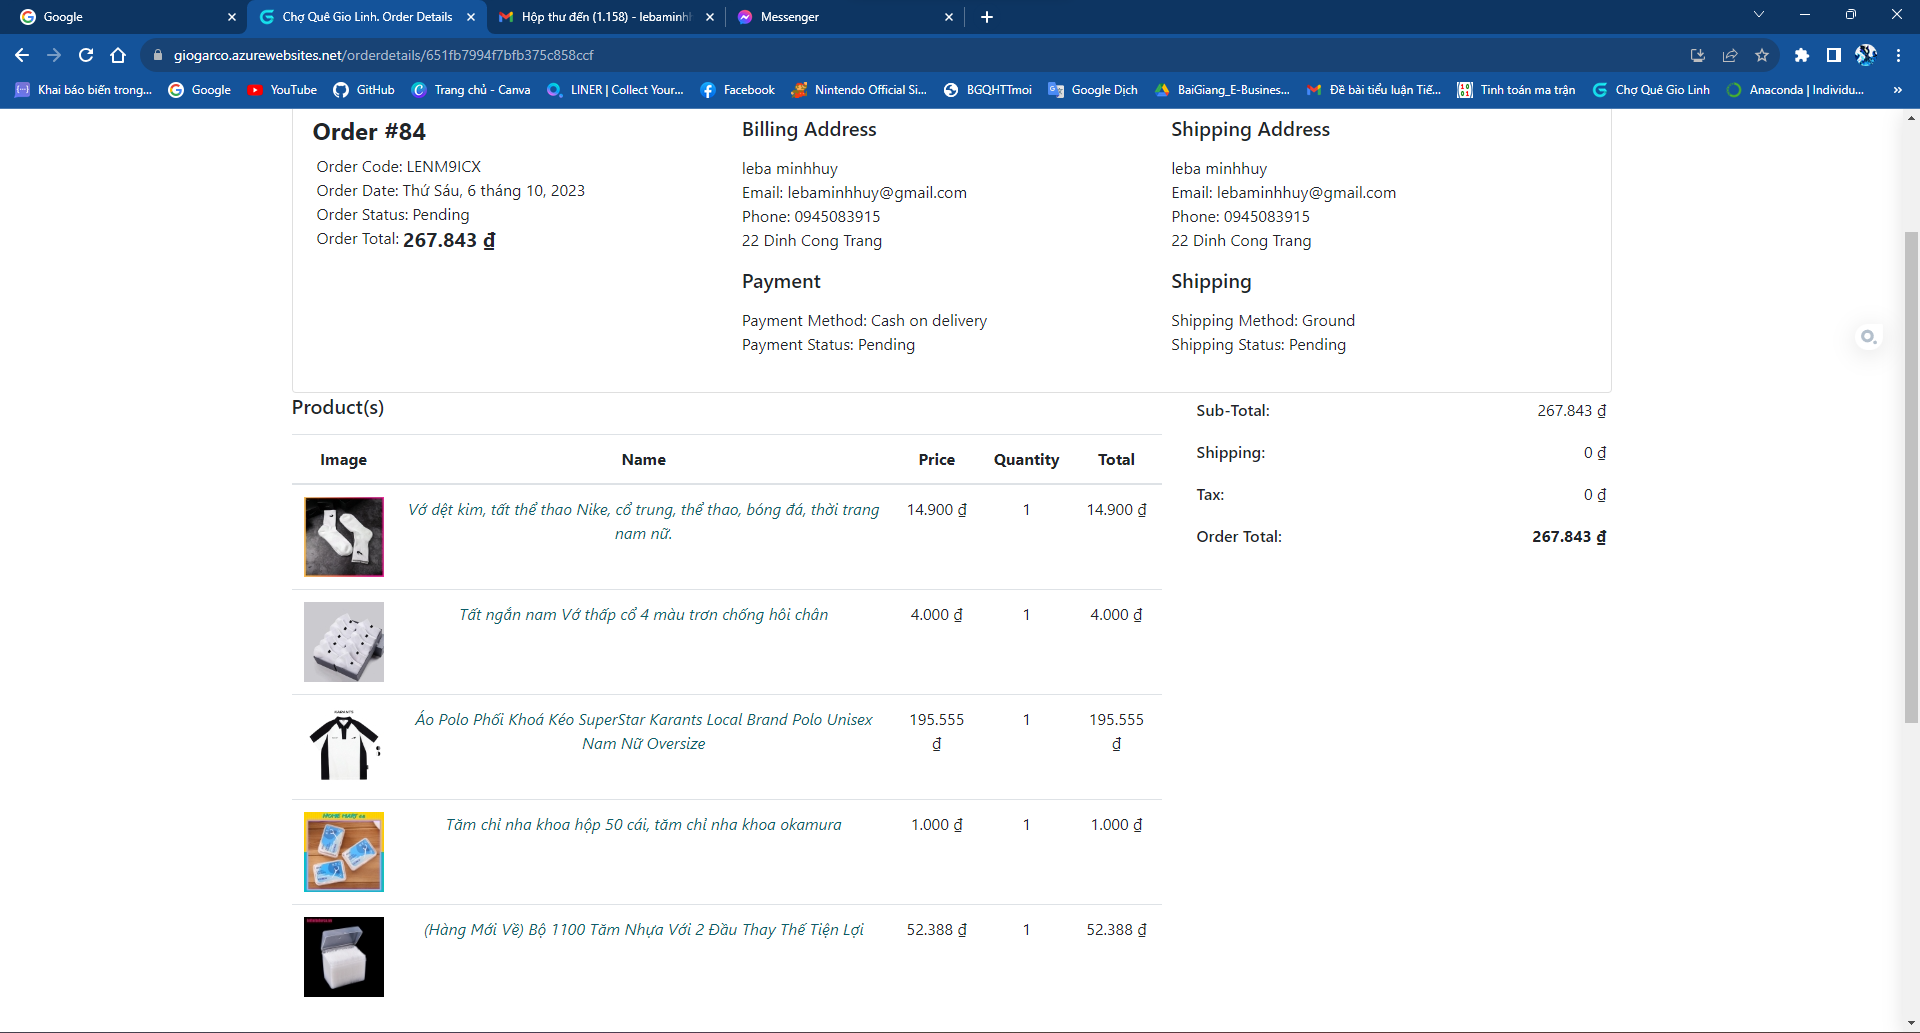 Google
Chợ Quê Gio Linh. Order Details
Hộp thư đến (1.158) - lebaminhh
Messenger
giogarco.azurewebsites.net/orderdetails/651fb7994f7bfb375c858ccf
Khai báo biến trong...
Google
YouTube
GitHub
Trang chủ - Canva
LINER | Collect Your...
Facebook
Nintendo Official Si...
BGQHTTmoi
Google Dịch
BaiGiang_E-Busines...
Đề bài tiểu luận Tiế...
Tính toán ma trận
Chợ Quê Gio Linh
Anaconda | Individu...
»
Order #84
Order Code: LENM9ICX
Order Date: Thứ Sáu, 6 tháng 10, 2023
Order Status: Pending
Order Total: 267.843 ₫
Billing Address
leba minhhuy
Email: lebaminhhuy@gmail.com
Phone: 0945083915
22 Dinh Cong Trang
Payment
Payment Method: Cash on delivery
Payment Status: Pending
Shipping Address
leba minhhuy
Email: lebaminhhuy@gmail.com
Phone: 0945083915
22 Dinh Cong Trang
Shipping
Shipping Method: Ground
Shipping Status: Pending
Product(s)
Image Name Price Quantity Total
Vớ dệt kim, tất thể thao Nike, cổ trung, thể thao, bóng đá, thời trang 14.900 ₫ 1 14.900 ₫
nam nữ.
Tất ngắn nam Vớ thấp cổ 4 màu trơn chống hôi chân 4.000 ₫ 1 4.000 ₫
Áo Polo Phối Khoá Kéo SuperStar Karants Local Brand Polo Unisex 195.555 1 195.555
Nam Nữ Oversize ₫ ₫
HOME MART 24
Tăm chỉ nha khoa hộp 50 cái, tăm chỉ nha khoa okamura 1.000 ₫ 1 1.000 ₫
(Hàng Mới Về) Bộ 1100 Tăm Nhựa Với 2 Đầu Thay Thế Tiện Lợi 52.388 ₫ 1 52.388 ₫
Sub-Total: 267.843 ₫
Shipping: 0 ₫
Tax: 0 ₫
Order Total: 267.843 ₫